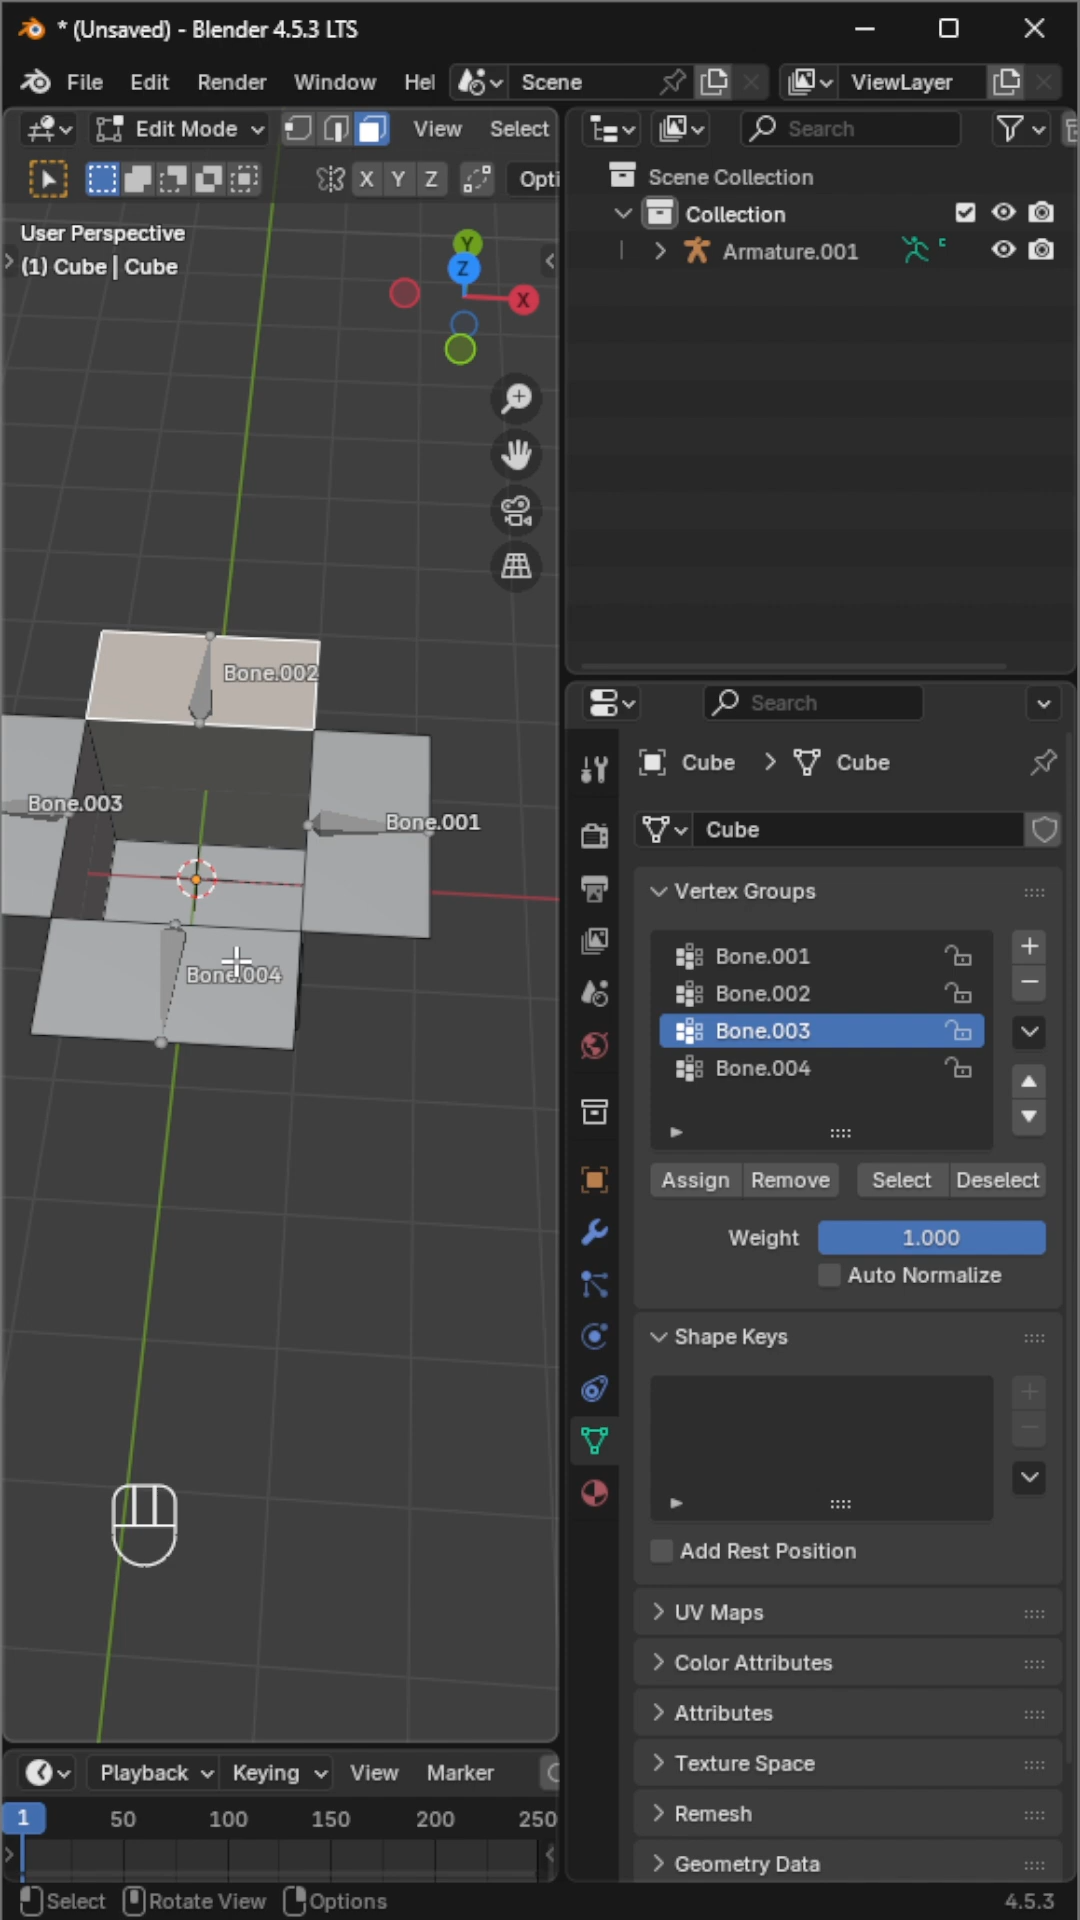 * (Unsaved) - Blender 4.5.3 LTS
File Edit Render Window Hel Scene ViewLayer
Edit Mode View Select Search
X Y Z Opti
Scene Collection
Collection
Armature.001
User Perspective
(1) Cube | Cube
Y
Z
X
Bone.002
Bone.003
Bone.001
Bone.004
Search
Cube > Cube
Cube
Vertex Groups
Bone.001
Bone.002
Bone.003
Bone.004
Assign Remove Select Deselect
Weight 1.000
Auto Normalize
Shape Keys
Add Rest Position
UV Maps
Color Attributes
Attributes
Texture Space
Remesh
Geometry Data
Playback Keying View Marker
1 50 100 150 200 250
Select Rotate View Options 4.5.3